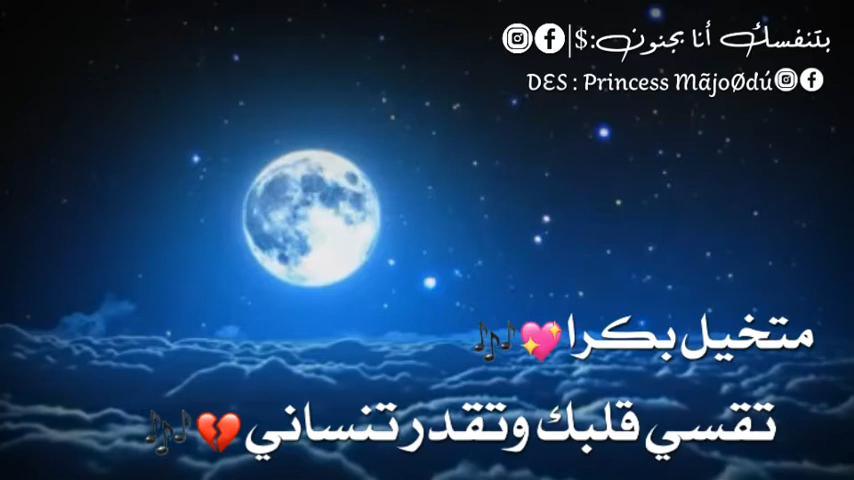 بتنفسك أنا بجنون:$|
DES : Princess MãjoØdú
متخيل بكرا💖🎶
تقسي قلبك وتقدر تنساني💔🎶